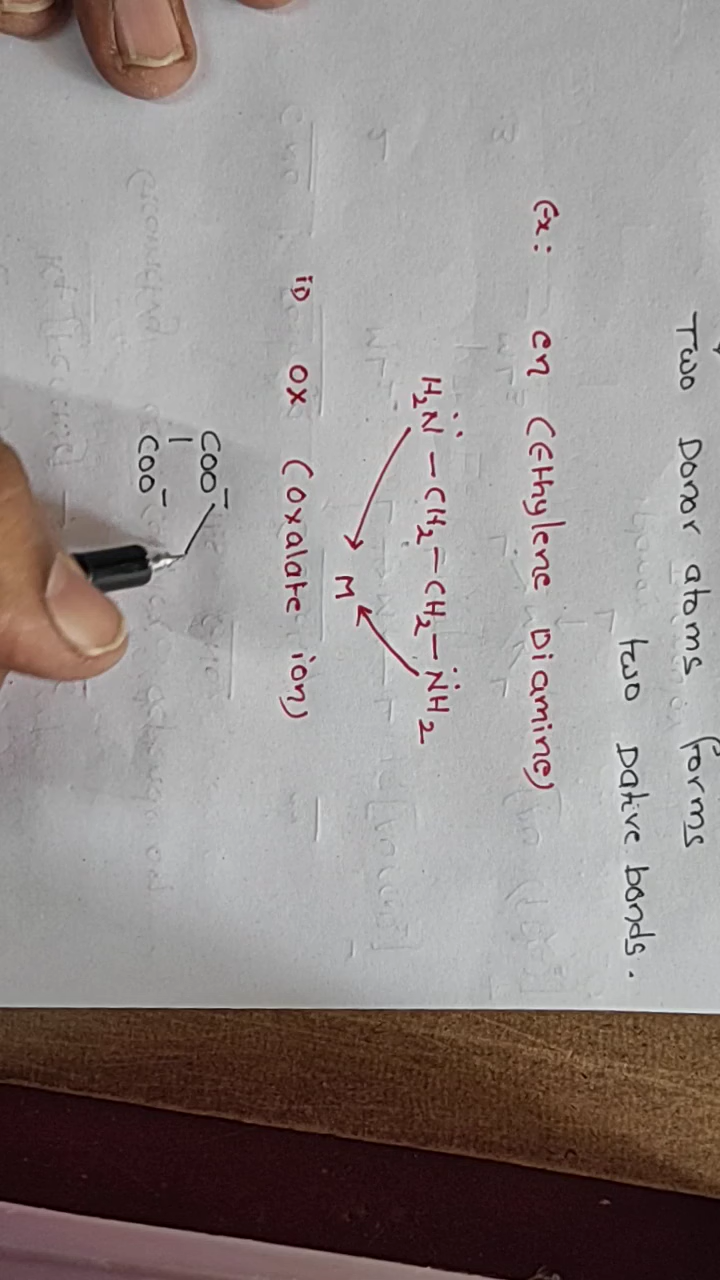 Two Donor atoms forms
two Dative bonds.
Ex: en (Ethylene Diamine)
H₂N̈ – CH₂ – CH₂ – N̈H₂
M
ii) ox (oxalate ion)
COO⁻
|
COO⁻